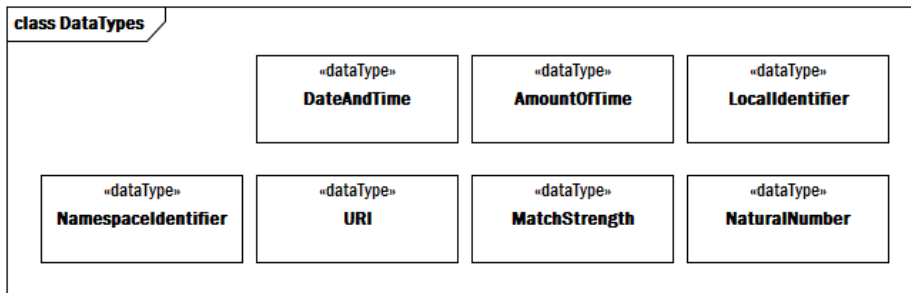 class DataTypes
«dataType»
DateAndTime
«dataType»
AmountOfTime
«dataType»
LocalIdentifier
«dataType»
NamespaceIdentifier
«dataType»
URI
«dataType»
MatchStrength
«dataType»
NaturalNumber